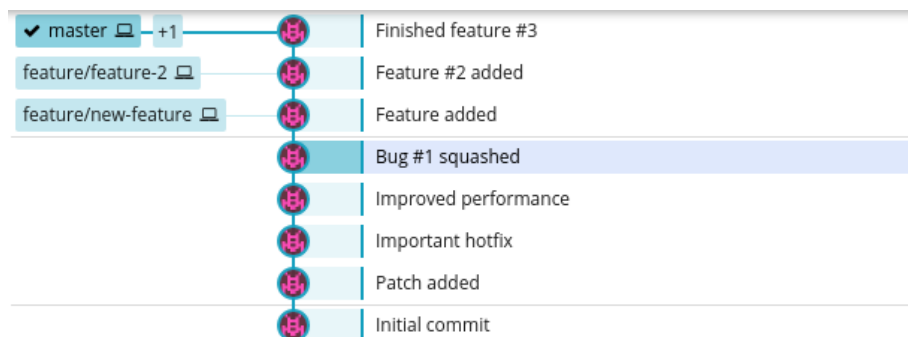 ✔ master +1 Finished feature #3
feature/feature-2 Feature #2 added
feature/new-feature Feature added
Bug #1 squashed
Improved performance
Important hotfix
Patch added
Initial commit